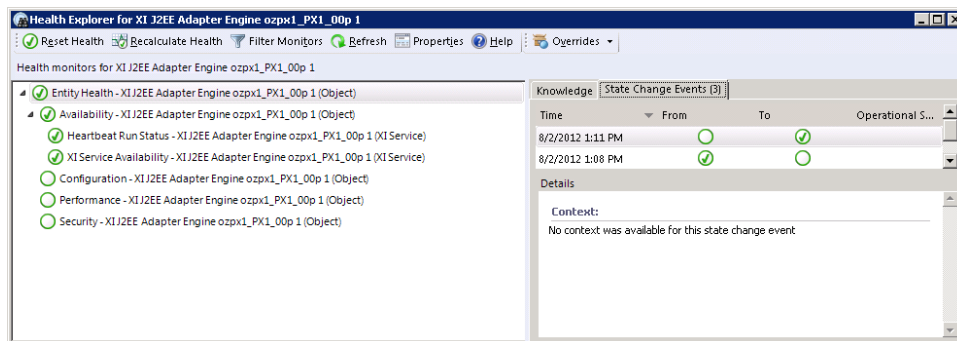 Health Explorer for XI J2EE Adapter Engine ozpx1_PX1_00p 1
Reset Health Recalculate Health Filter Monitors Refresh Properties Help Overrides
Health monitors for XI J2EE Adapter Engine ozpx1_PX1_00p 1
Entity Health - XI J2EE Adapter Engine ozpx1_PX1_00p 1 (Object)
Availability - XI J2EE Adapter Engine ozpx1_PX1_00p 1 (Object)
Heartbeat Run Status - XI J2EE Adapter Engine ozpx1_PX1_00p 1 (XI Service)
XI Service Availability - XI J2EE Adapter Engine ozpx1_PX1_00p 1 (XI Service)
Configuration - XI J2EE Adapter Engine ozpx1_PX1_00p 1 (Object)
Performance - XI J2EE Adapter Engine ozpx1_PX1_00p 1 (Object)
Security - XI J2EE Adapter Engine ozpx1_PX1_00p 1 (Object)
Knowledge State Change Events (3)
Time From To Operational S...
8/2/2012 1:11 PM
8/2/2012 1:08 PM
Details
Context:
No context was available for this state change event